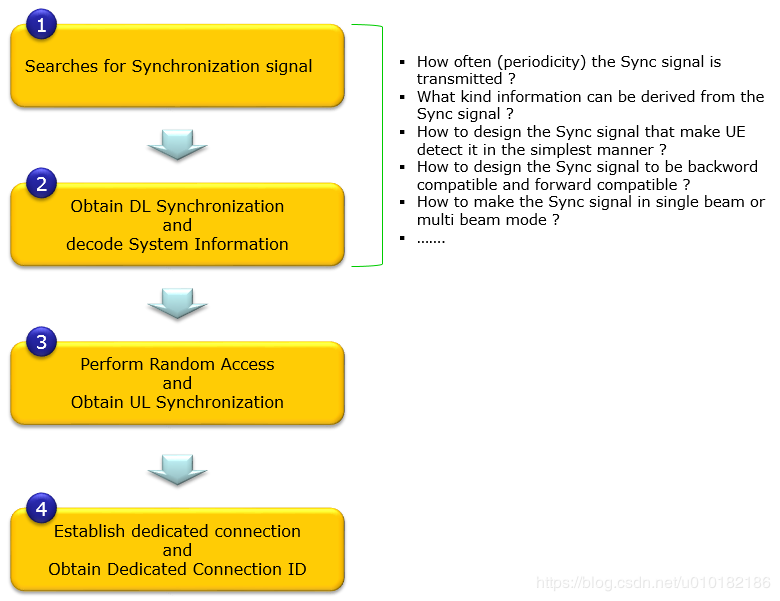 1
Searches for Synchronization signal
▪ How often (periodicity) the Sync signal is
transmitted ?
▪ What kind information can be derived from the
Sync signal ?
▪ How to design the Sync signal that make UE
detect it in the simplest manner ?
▪ How to design the Sync signal to be backword
compatible and forward compatible ?
▪ How to make the Sync signal in single beam or
multi beam mode ?
▪ …….
2
Obtain DL Synchronization
and
decode System Information
3
Perform Random Access
and
Obtain UL Synchronization
4
Establish dedicated connection
and
Obtain Dedicated Connection ID
https://blog.csdn.net/u010182186